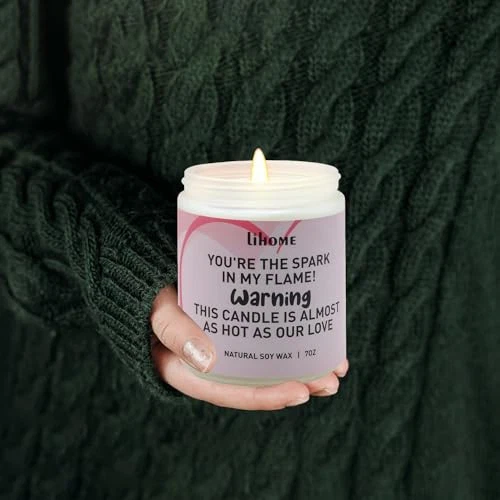 LiHOME
YOU'RE THE SPARK
IN MY FLAME!
Warning
THIS CANDLE IS ALMOST
AS HOT AS OUR LOVE
NATURAL SOY WAX | 7OZ